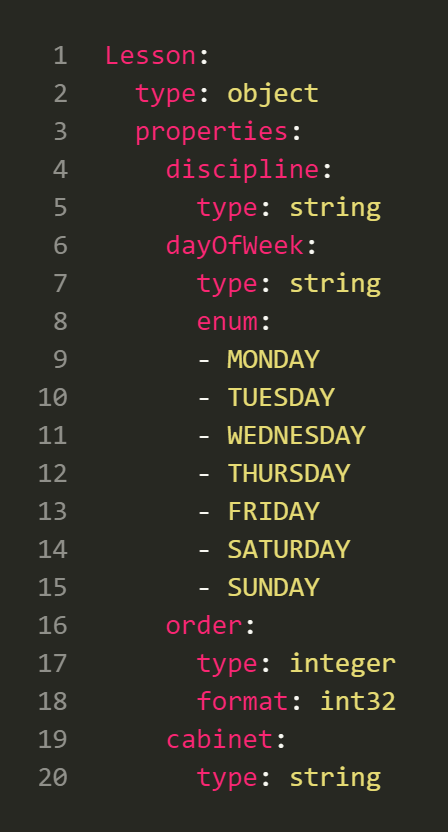 1 Lesson:
2   type: object
3   properties:
4     discipline:
5       type: string
6     dayOfWeek:
7       type: string
8       enum:
9       - MONDAY
10       - TUESDAY
11       - WEDNESDAY
12       - THURSDAY
13       - FRIDAY
14       - SATURDAY
15       - SUNDAY
16     order:
17       type: integer
18       format: int32
19     cabinet:
20       type: string